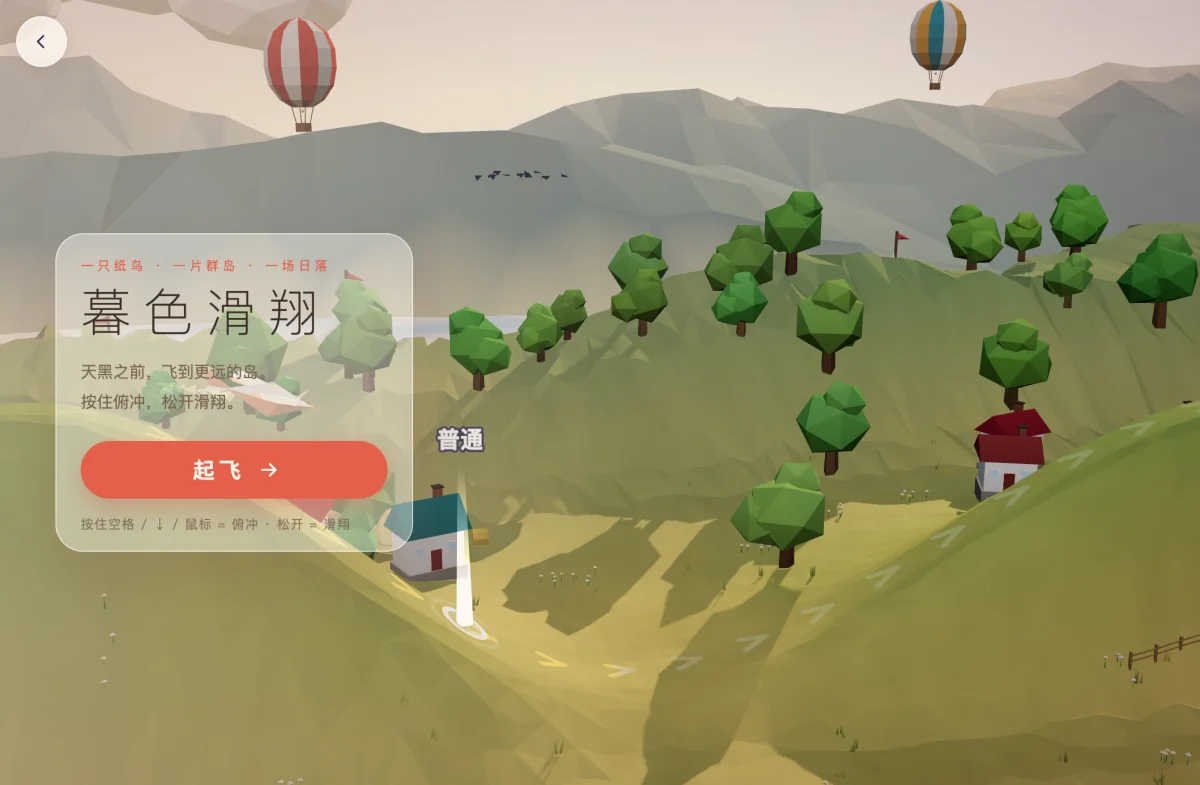 一只纸鸟 · 一片群岛 · 一场日落
暮色滑翔
天黑之前，飞到更远的岛。
按住俯冲，松开滑翔。
起飞 →
按住空格 / ↓ / 鼠标 = 俯冲 · 松开 = 滑翔
普通